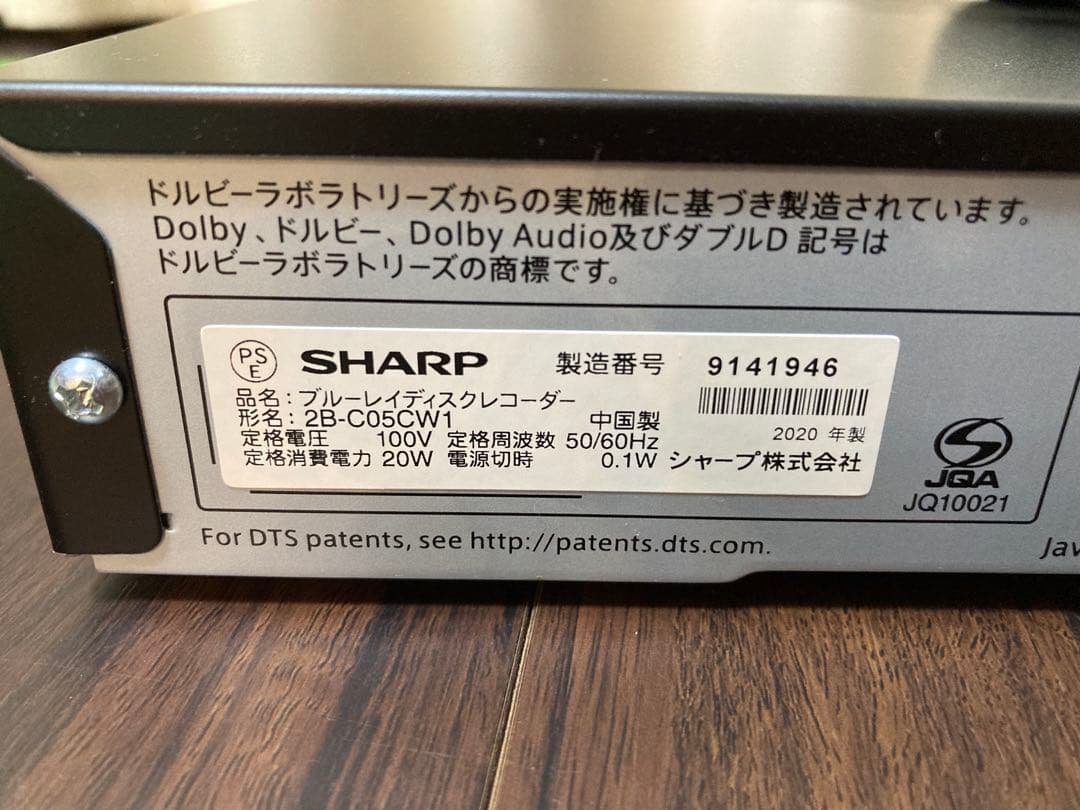 ドルビーラボラトリーズからの実施権に基づき製造されています。
Dolby、ドルビー、Dolby Audio及びダブルD 記号は
ドルビーラボラトリーズの商標です。
PS
E
SHARP 製造番号 9141946
品名：ブルーレイディスクレコーダー
形名：2B-C05CW1 中国製
2020 年製
定格電圧 100V 定格周波数 50/60Hz
定格消費電力 20W 電源切時 0.1W シャープ株式会社
JQA
JQ10021
For DTS patents, see http://patents.dts.com.